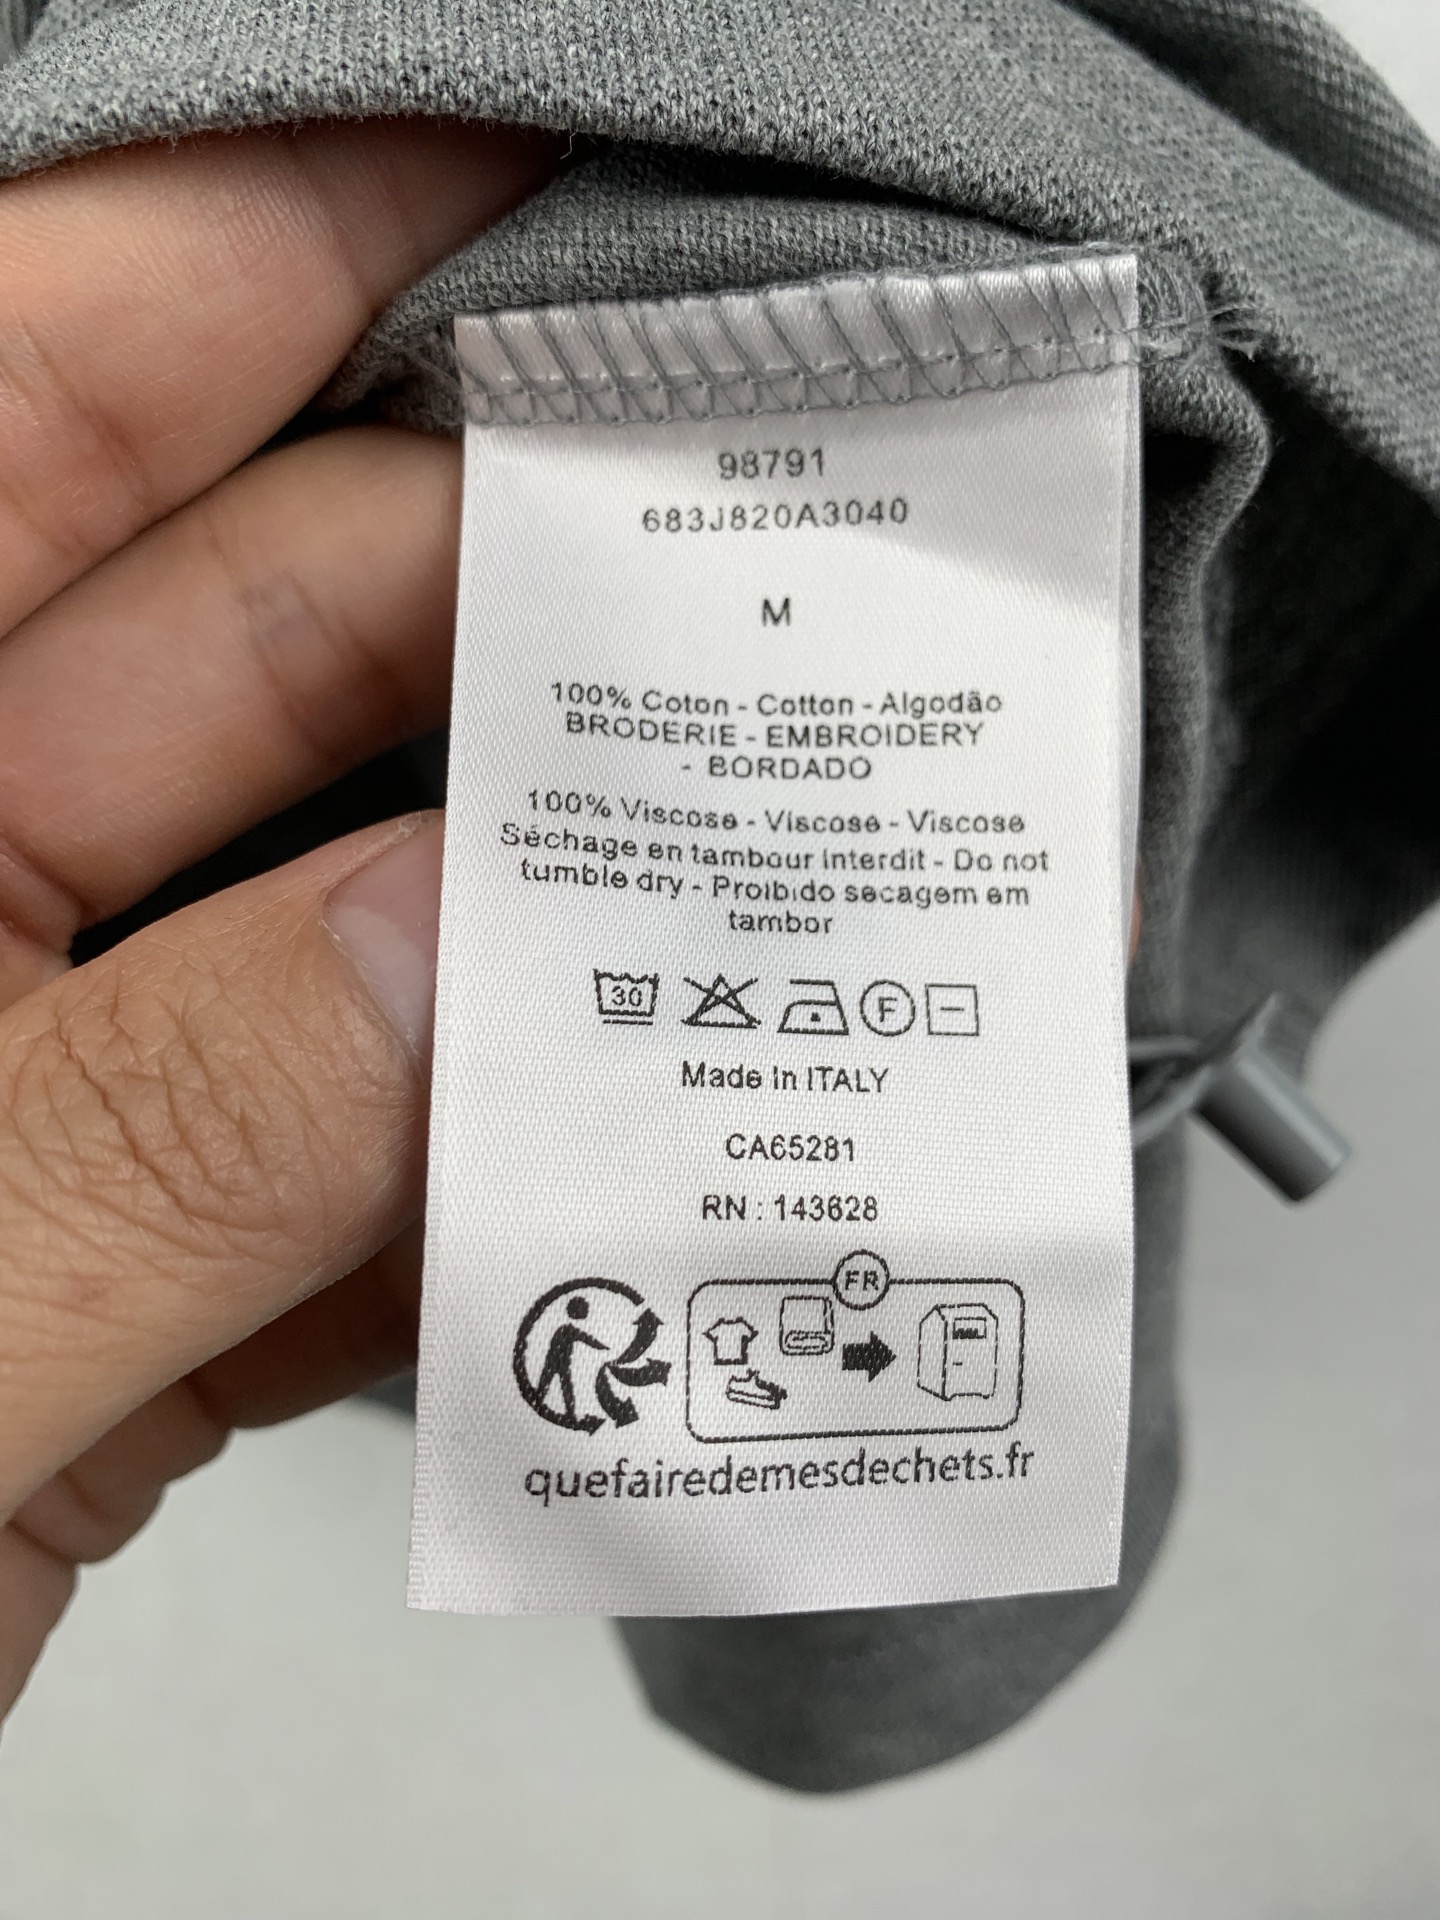 98791
683J820A3040
M
100% Coton - Cotton - Algodão
BRODERIE - EMBROIDERY
- BORDADO
100% Viscose - Viscose - Viscose
Séchage en tambour interdit - Do not
tumble dry - Proibido secagem em
tambor
30
F
Made in ITALY
CA65281
RN : 143628
FR
quefairedemesdechets.fr